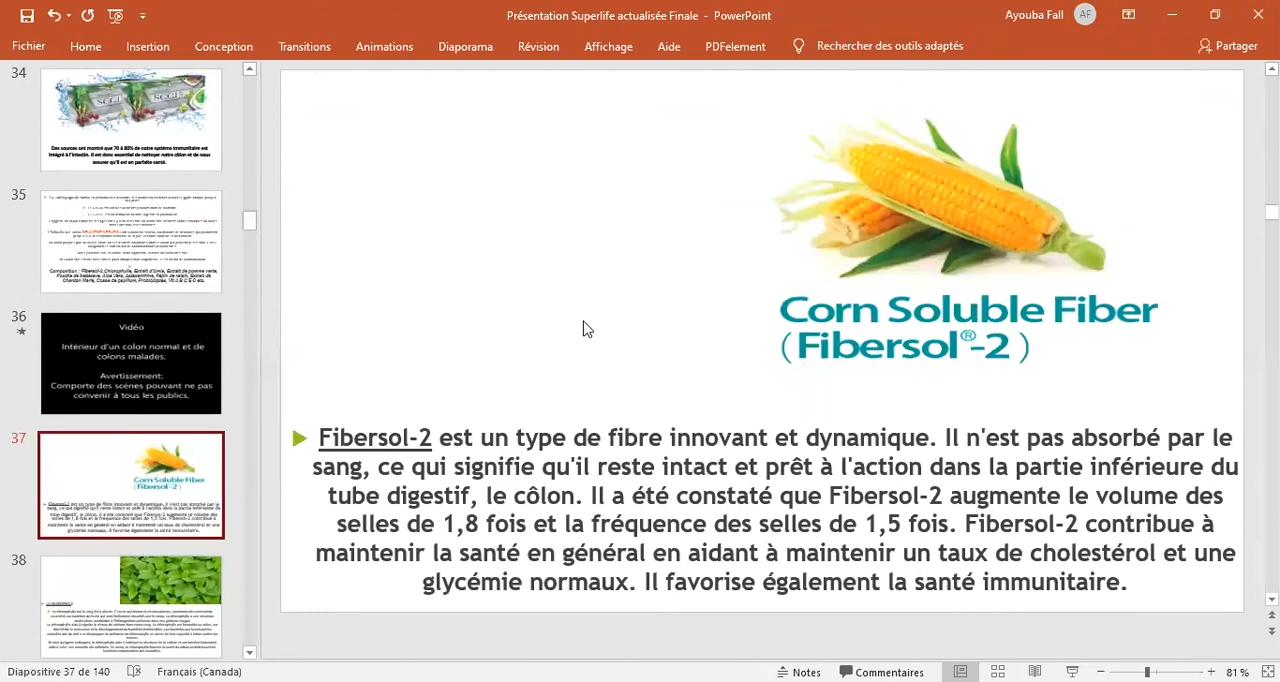 Présentation Superlife actualisée Finale - PowerPoint
Ayouba Fall
AF
Fichier Home Insertion Conception Transitions Animations Diaporama Révision Affichage Aide PDFelement Rechercher des outils adaptés Partager
34
Des sources ont montré que 70 à 80% de notre système immunitaire est
intégré à l'intestin. Il est donc essentiel de nettoyer notre côlon et de nous
assurer qu'il est en parfaite santé.
35
36
Vidéo
Intérieur d'un colon normal et de
colons malades.
Avertissement:
Comporte des scènes pouvant ne pas
convenir à tous les publics.
37
38
Corn Soluble Fiber
(Fibersol®-2)
Fibersol-2 est un type de fibre innovant et dynamique. Il n'est pas absorbé par le
sang, ce qui signifie qu'il reste intact et prêt à l'action dans la partie inférieure du
tube digestif, le côlon. Il a été constaté que Fibersol-2 augmente le volume des
selles de 1,8 fois et la fréquence des selles de 1,5 fois. Fibersol-2 contribue à
maintenir la santé en général en aidant à maintenir un taux de cholestérol et une
glycémie normaux. Il favorise également la santé immunitaire.
Diapositive 37 de 140 Français (Canada) Notes Commentaires 81 %